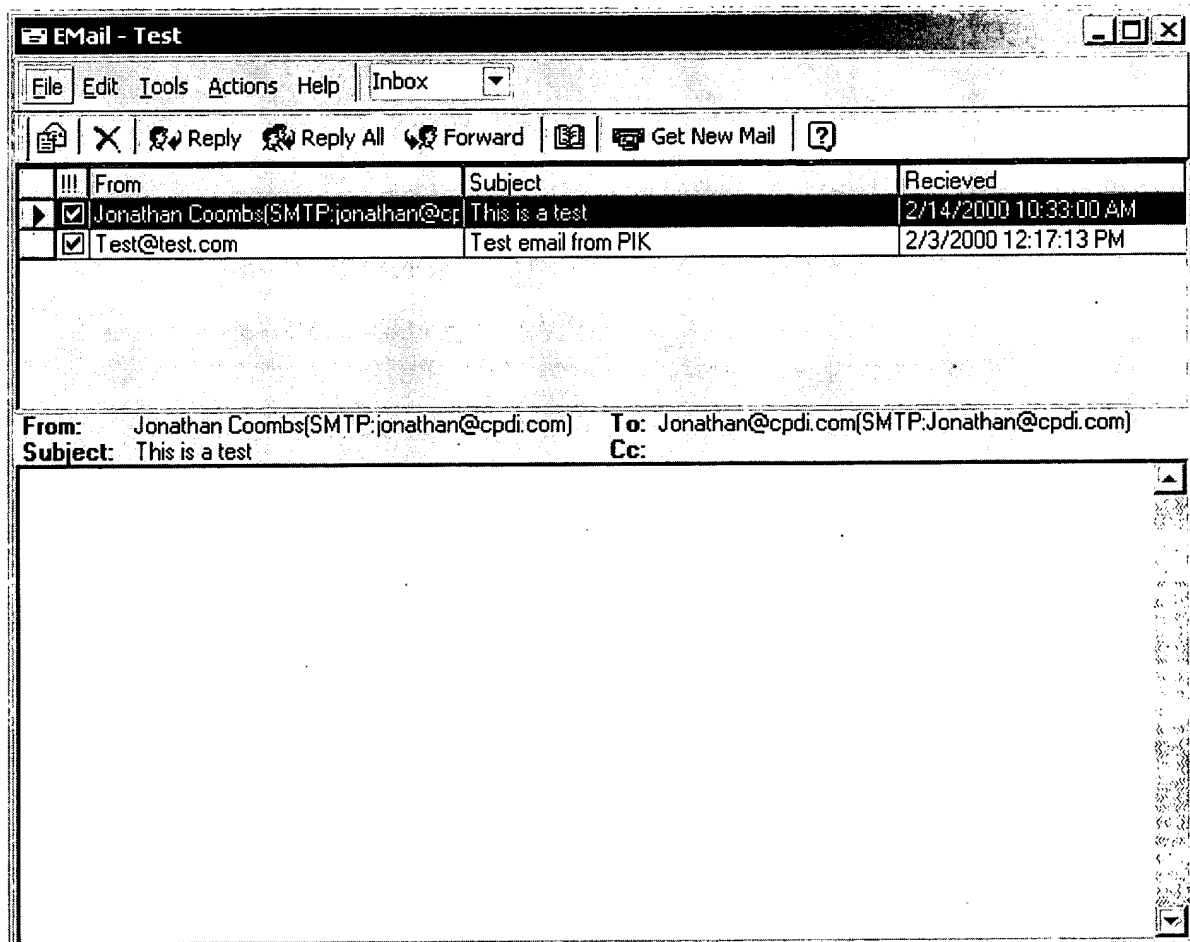 EMail - Test
File Edit Tools Actions Help Inbox
Reply Reply All Forward Get New Mail
!!! From Subject Recieved
Jonathan Coombs(SMTP:jonathan@cp This is a test 2/14/2000 10:33:00 AM
Test@test.com Test email from PIK 2/3/2000 12:17:13 PM
From: Jonathan Coombs(SMTP:jonathan@cpdi.com) To: Jonathan@cpdi.com(SMTP:Jonathan@cpdi.com)
Subject: This is a test Cc: